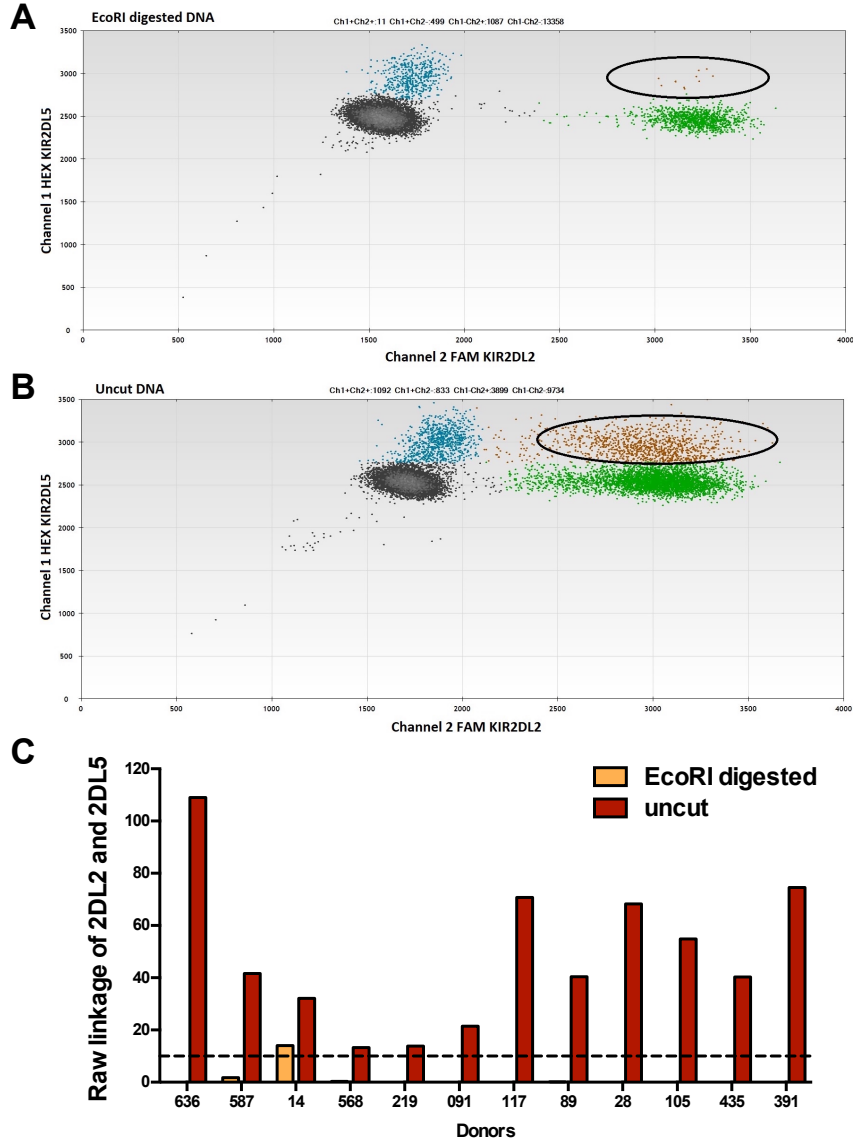 A
EcoRI digested DNA
Ch1+Ch2+:11 Ch1+Ch2-:499 Ch1-Ch2+:1087 Ch1-Ch2-:13358
Channel 1 HEX KIR2DL5
3500
3000
2500
2000
1500
1000
500
0
0 500 1000 1500 2000 2500 3000 3500 4000
Channel 2 FAM KIR2DL2
B
Uncut DNA
Ch1+Ch2+:1092 Ch1+Ch2-:833 Ch1-Ch2+:3899 Ch1-Ch2-:9734
Channel 1 HEX KIR2DL5
3500
3000
2500
2000
1500
1000
500
0
0 500 1000 1500 2000 2500 3000 3500 4000
Channel 2 FAM KIR2DL2
C
Raw linkage of 2DL2 and 2DL5
120
100
80
60
40
20
0
EcoRI digested
uncut
636 587 14 568 219 091 117 89 28 105 435 391
Donors